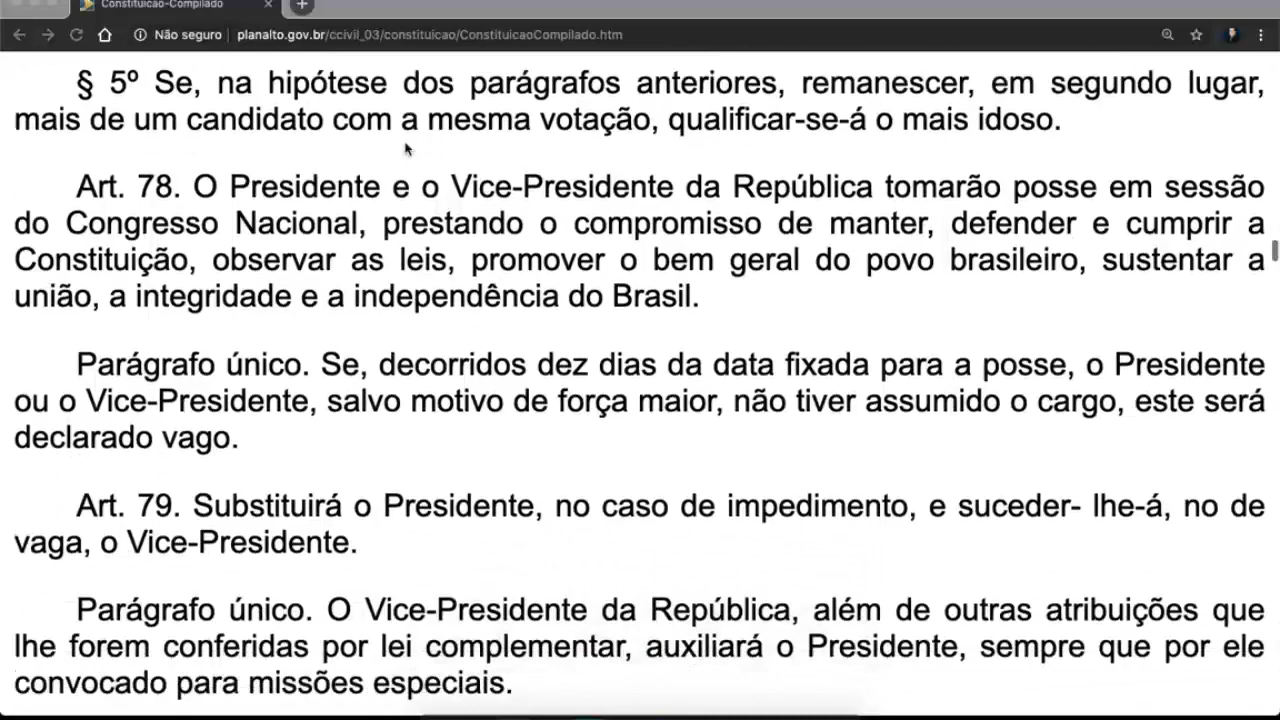 Constituicao-Compilado
Não seguro planalto.gov.br/ccivil_03/constituicao/ConstituicaoCompilado.htm
§ 5º Se, na hipótese dos parágrafos anteriores, remanescer, em segundo lugar,
mais de um candidato com a mesma votação, qualificar-se-á o mais idoso.
Art. 78. O Presidente e o Vice-Presidente da República tomarão posse em sessão
do Congresso Nacional, prestando o compromisso de manter, defender e cumprir a
Constituição, observar as leis, promover o bem geral do povo brasileiro, sustentar a
união, a integridade e a independência do Brasil.
Parágrafo único. Se, decorridos dez dias da data fixada para a posse, o Presidente
ou o Vice-Presidente, salvo motivo de força maior, não tiver assumido o cargo, este será
declarado vago.
Art. 79. Substituirá o Presidente, no caso de impedimento, e suceder- lhe-á, no de
vaga, o Vice-Presidente.
Parágrafo único. O Vice-Presidente da República, além de outras atribuições que
lhe forem conferidas por lei complementar, auxiliará o Presidente, sempre que por ele
convocado para missões especiais.